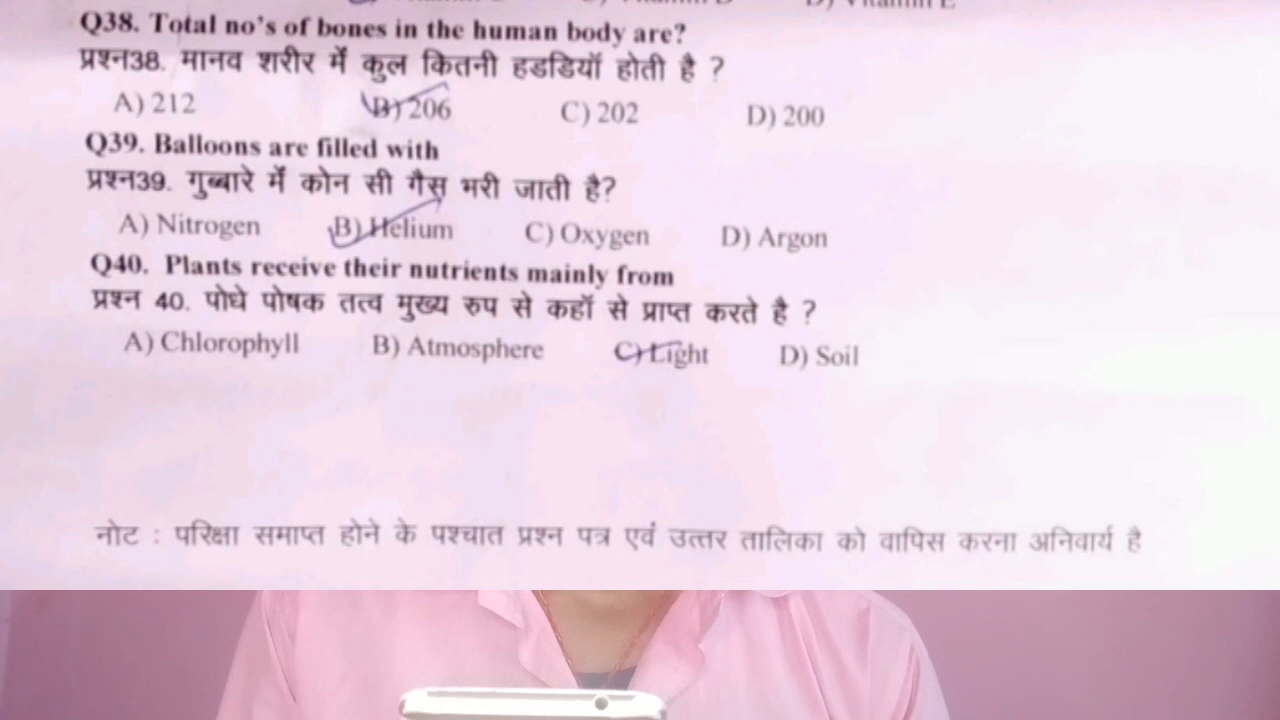 Q38. Total no's of bones in the human body are?
प्रश्न38. मानव शरीर में कुल कितनी हडडियॉ होती है ?
A) 212 B) 206 C) 202 D) 200
Q39. Balloons are filled with
प्रश्न39. गुब्बारे में कोन सी गैस भरी जाती है?
A) Nitrogen B) Helium C) Oxygen D) Argon
Q40. Plants receive their nutrients mainly from
प्रश्न 40. पोधे पोषक तत्व मुख्य रुप से कहॉ से प्राप्त करते है ?
A) Chlorophyll B) Atmosphere C) Light D) Soil
नोट : परिक्षा समाप्त होने के पश्चात प्रश्न पत्र एवं उत्तर तालिका को वापिस करना अनिवार्य है